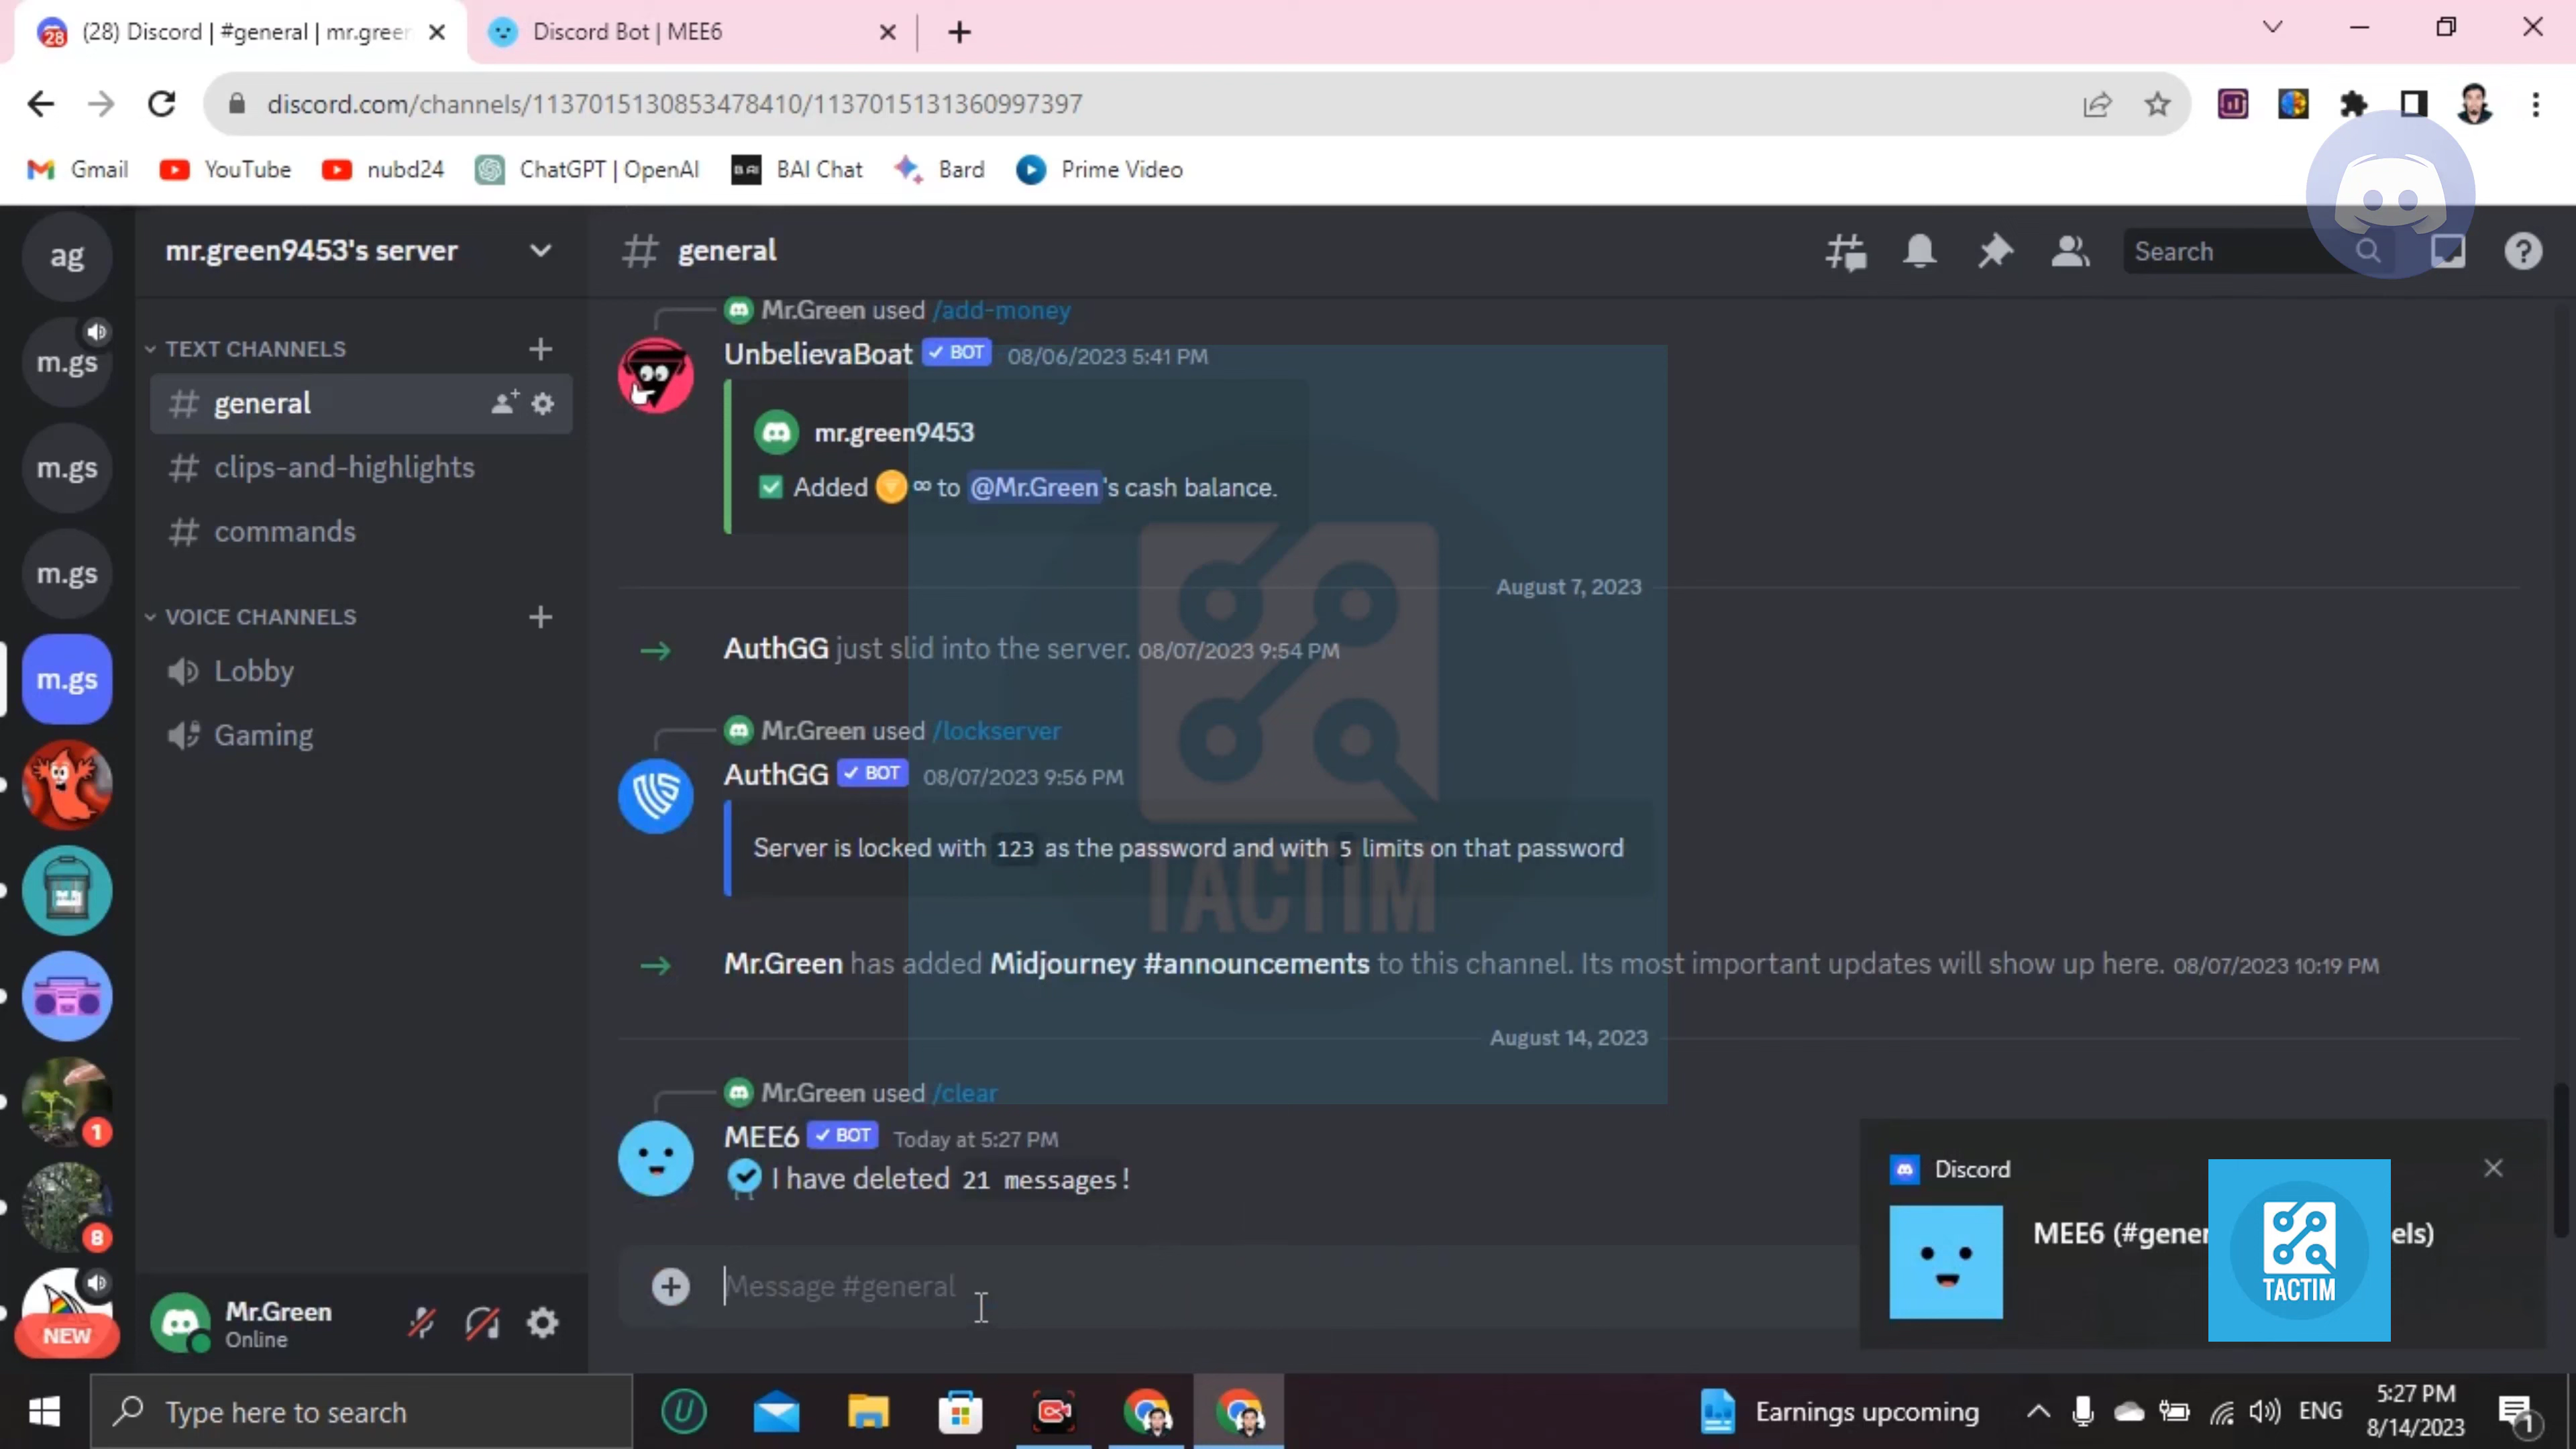 28
(28) Discord | #general | mr.greer
Discord Bot | MEE6
discord.com/channels/1137015130853478410/1137015131360997397
Gmail
YouTube
nubd24
ChatGPT | OpenAI
BAI
BAI Chat
Bard
Prime Video
ag
m.gs
m.gs
m.gs
m.gs
1
8
NEW
mr.green9453's server
TEXT CHANNELS
general
clips-and-highlights
commands
VOICE CHANNELS
Lobby
Gaming
Mr.Green
Online
general
Search
Mr.Green used /add-money
UnbelievaBoat BOT 08/06/2023 5:41 PM
mr.green9453
Added ∞ to @Mr.Green's cash balance.
August 7, 2023
AuthGG just slid into the server. 08/07/2023 9:54 PM
Mr.Green used /lockserver
AuthGG BOT 08/07/2023 9:56 PM
Server is locked with 123 as the password and with 5 limits on that password
TACTIM
Mr.Green has added Midjourney #announcements to this channel. Its most important updates will show up here. 08/07/2023 10:19 PM
August 14, 2023
Mr.Green used /clear
MEE6 BOT Today at 5:27 PM
I have deleted 21 messages!
Message #general
Discord
MEE6 (#gener els)
TACTIM
Type here to search
Earnings upcoming
ENG
5:27 PM
8/14/2023
1